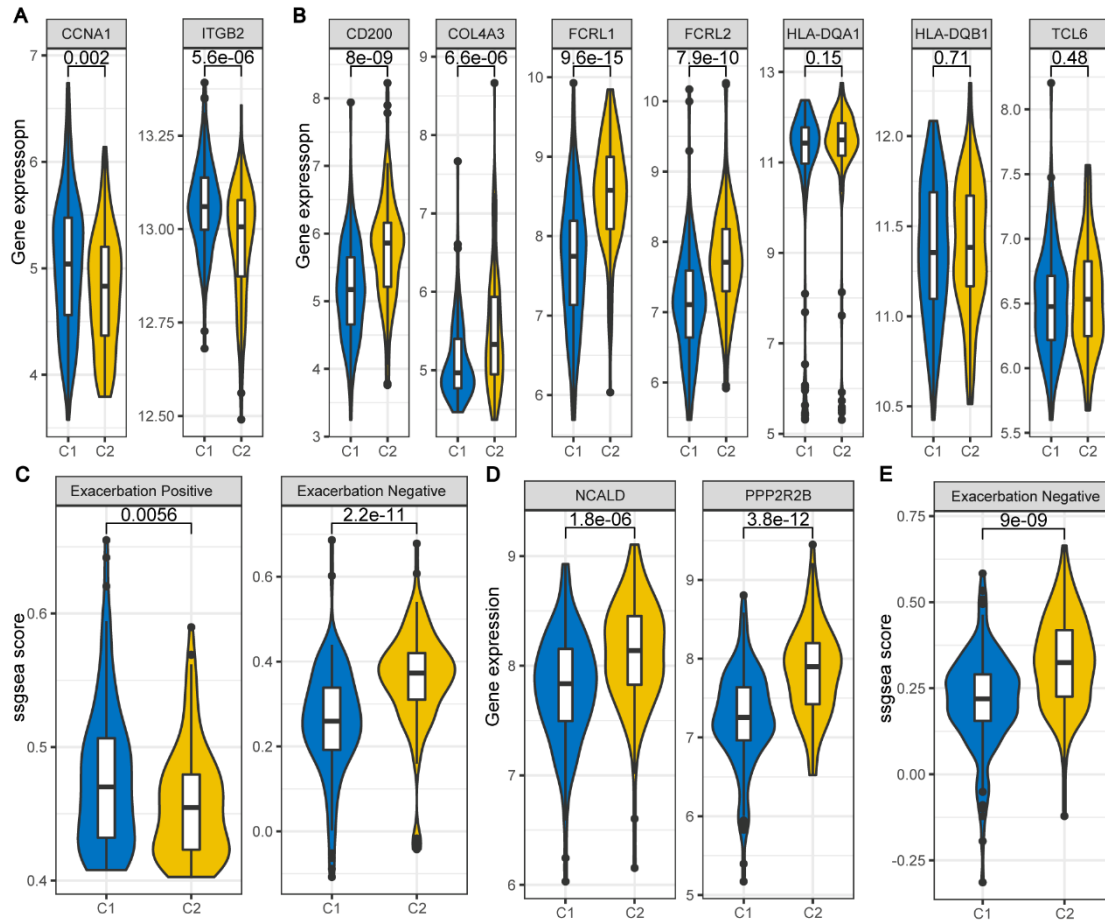 A
CCNA1
0.002
ITGB2
5.6e-06
Gene expressopn
7
6
5
4
13.25
13.00
12.75
12.50
C1
C2
C1
C2
B
CD200
8e-09
COL4A3
6.6e-06
FCRL1
9.6e-15
FCRL2
7.9e-10
HLA-DQA1
0.15
HLA-DQB1
0.71
TCL6
0.48
Gene expressopn
8
7
6
5
4
3
9
8
7
6
5
10
9
8
7
6
10
9
8
7
6
13
11
9
7
5
12.0
11.5
11.0
10.5
8.0
7.5
7.0
6.5
6.0
5.5
C1
C2
C1
C2
C1
C2
C1
C2
C1
C2
C1
C2
C1
C2
C
Exacerbation Positive
0.0056
Exacerbation Negative
2.2e-11
ssgsea score
0.6
0.5
0.4
0.6
0.4
0.2
0.0
C1
C2
C1
C2
D
NCALD
1.8e-06
PPP2R2B
3.8e-12
Gene expression
9
8
7
6
9
8
7
6
5
C1
C2
C1
C2
E
Exacerbation Negative
9e-09
ssgsea score
0.75
0.50
0.25
0.00
-0.25
C1
C2